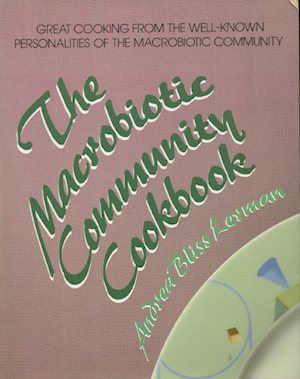 GREAT COOKING FROM THE WELL-KNOWN
PERSONALITIES OF THE MACROBIOTIC COMMUNITY
The
Macrobiotic
Community
Cookbook
Andrea Bliss Lerman